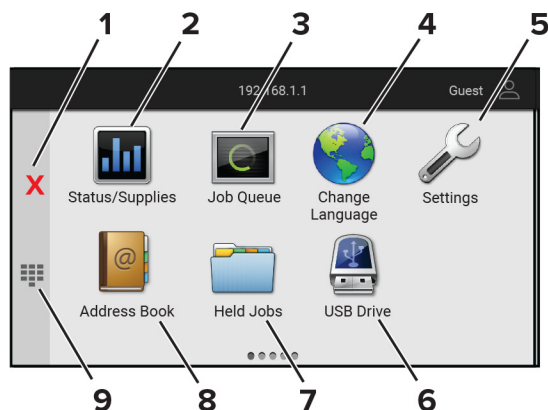 1 2 3 4 5
192.168.1.1 Guest
X
Status/Supplies Job Queue Change Language Settings
@
Address Book Held Jobs USB Drive
9 8 7 6